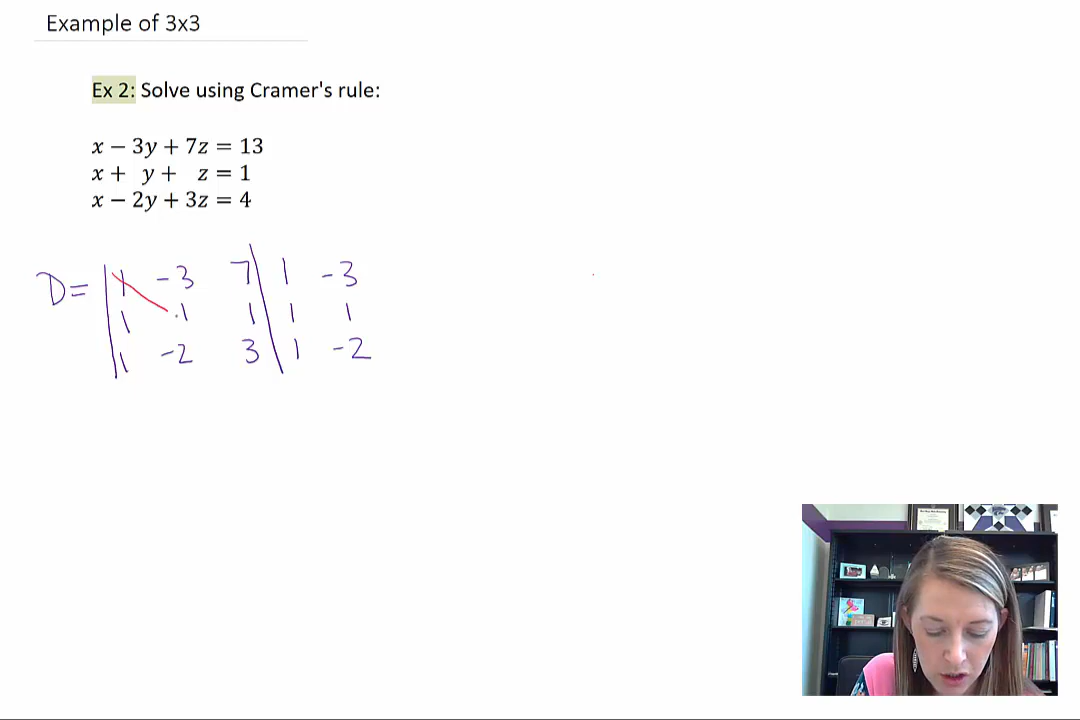 Example of 3x3
Ex 2: Solve using Cramer's rule:
x − 3y + 7z = 13
x + y + z = 1
x − 2y + 3z = 4
D = | 1 -3 7 | 1 -3
| 1 1 1 | 1 1
| 1 -2 3 | 1 -2